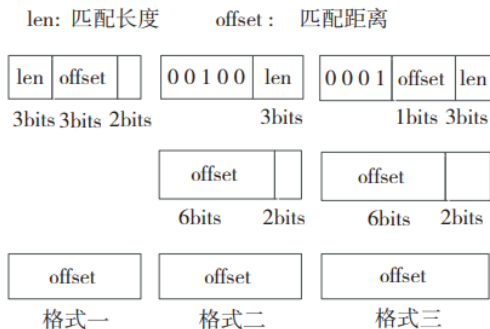 len: 匹配长度 offset: 匹配距离
len offset 0 0 1 0 0 len 0 0 0 1 offset len
3bits 3bits 2bits 3bits 1bits 3bits
offset offset
6bits 2bits 6bits 2bits
offset offset offset
格式一 格式二 格式三